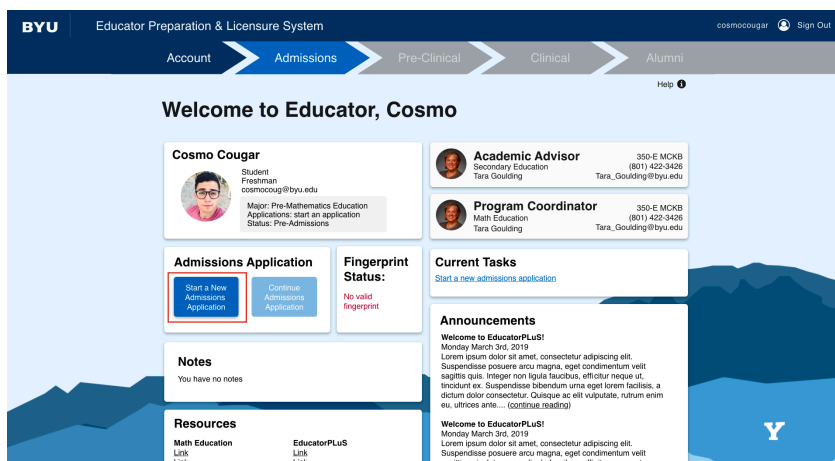 BYU
Educator Preparation & Licensure System
cosmocougar
Sign Out
Account
Admissions
Pre-Clinical
Clinical
Alumni
Help
Welcome to Educator, Cosmo
Cosmo Cougar
Student
Freshman
cosmocoug@byu.edu
Major: Pre-Mathematics Education
Applications: start an application
Status: Pre-Admissions
Academic Advisor
Secondary Education
Tara Goulding
350-E MCKB
(801) 422-3426
Tara_Goulding@byu.edu
Program Coordinator
Math Education
Tara Goulding
350-E MCKB
(801) 422-3426
Tara_Goulding@byu.edu
Admissions Application
Start a New
Admissions
Application
Continue
Admissions
Application
Fingerprint
Status:
No valid
fingerprint
Current Tasks
Start a new admissions application
Notes
You have no notes
Announcements
Welcome to EducatorPLuS!
Monday March 3rd, 2019
Lorem ipsum dolor sit amet, consectetur adipiscing elit.
Suspendisse posuere arcu magna, eget condimentum velit
sagittis quis. Integer non ligula faucibus, efficitur neque ut,
tincidunt ex. Suspendisse bibendum urna eget lorem facilisis, a
dictum dolor consectetur. Quisque ac elit vulputate, rutrum enim
eu, ultrices ante.... (continue reading)
Welcome to EducatorPLuS!
Monday March 3rd, 2019
Lorem ipsum dolor sit amet, consectetur adipiscing elit.
Suspendisse posuere arcu magna, eget condimentum velit
Resources
Math Education
Link
EducatorPLuS
Link
Y